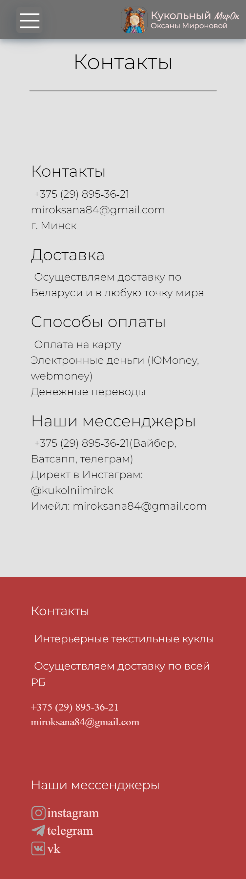 Кукольный МирОк
Оксаны Мироновой
Контакты
Контакты
+375 (29) 895-36-21
miroksana84@gmail.com
г. Минск
Доставка
Осуществляем доставку по
Беларуси и в любую точку мира
Способы оплаты
Оплата на карту
Электронные деньги (ЮMoney,
webmoney)
Денежные переводы
Наши мессенджеры
+375 (29) 895-36-21(Вайбер,
Ватсапп, телеграм)
Директ в Инстаграм:
@kukolniimirok
Имейл: miroksana84@gmail.com
Контакты
Интерьерные текстильные куклы
Осуществляем доставку по всей
РБ
+375 (29) 895-36-21
miroksana84@gmail.com
Наши мессенджеры
instagram
telegram
vk